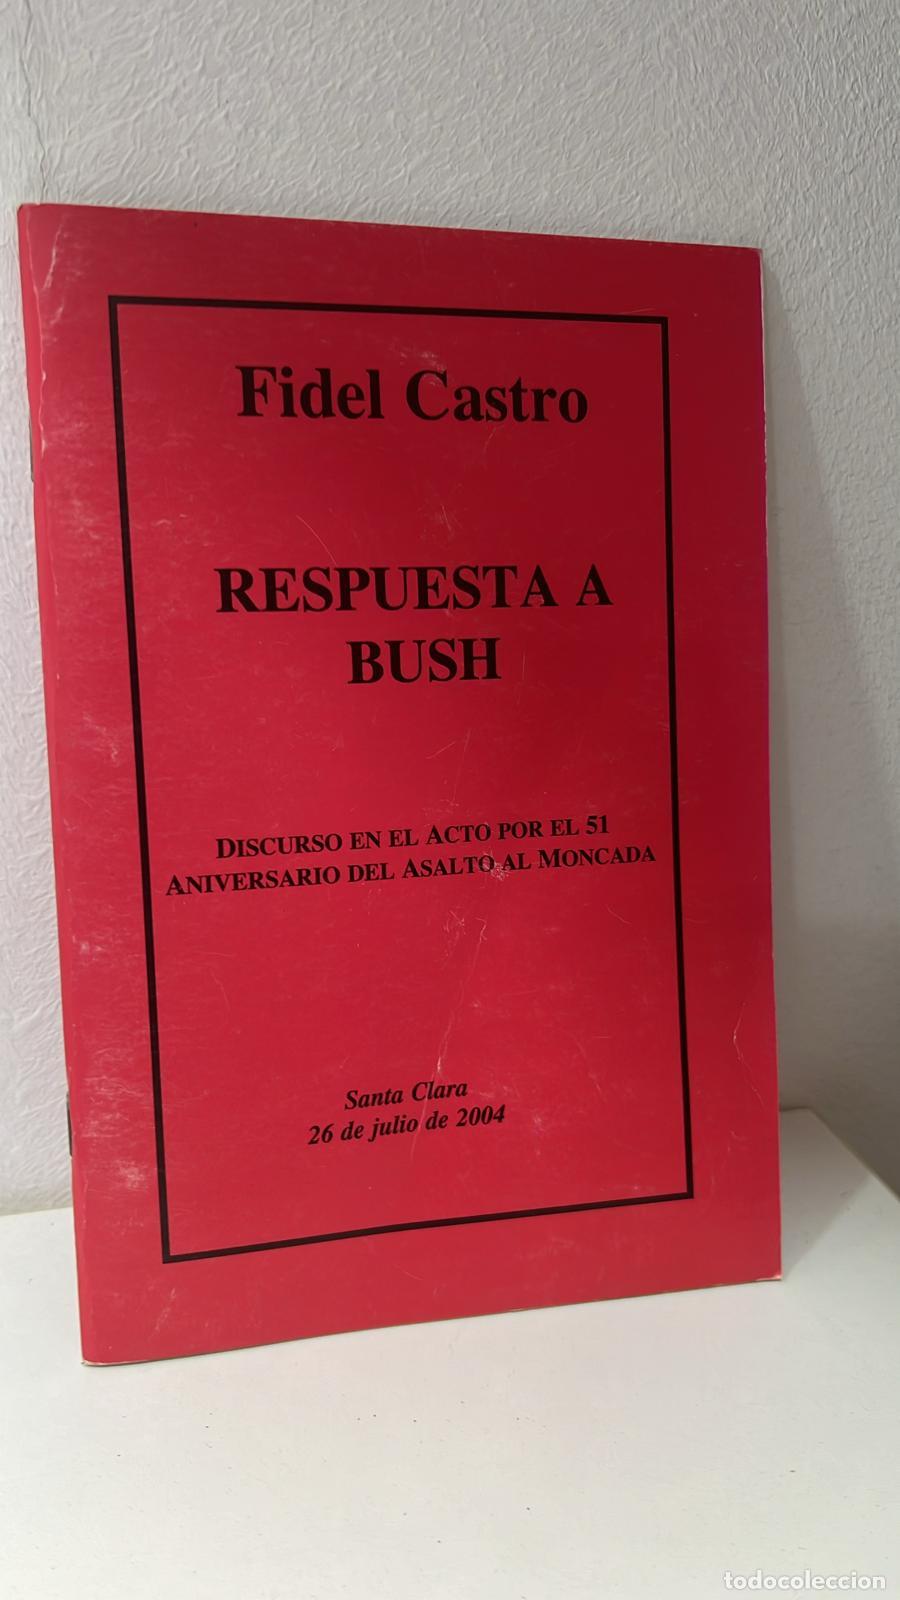 Fidel Castro
RESPUESTA A
BUSH
DISCURSO EN EL ACTO POR EL 51
ANIVERSARIO DEL ASALTO AL MONCADA
Santa Clara
26 de julio de 2004
todocoleccion